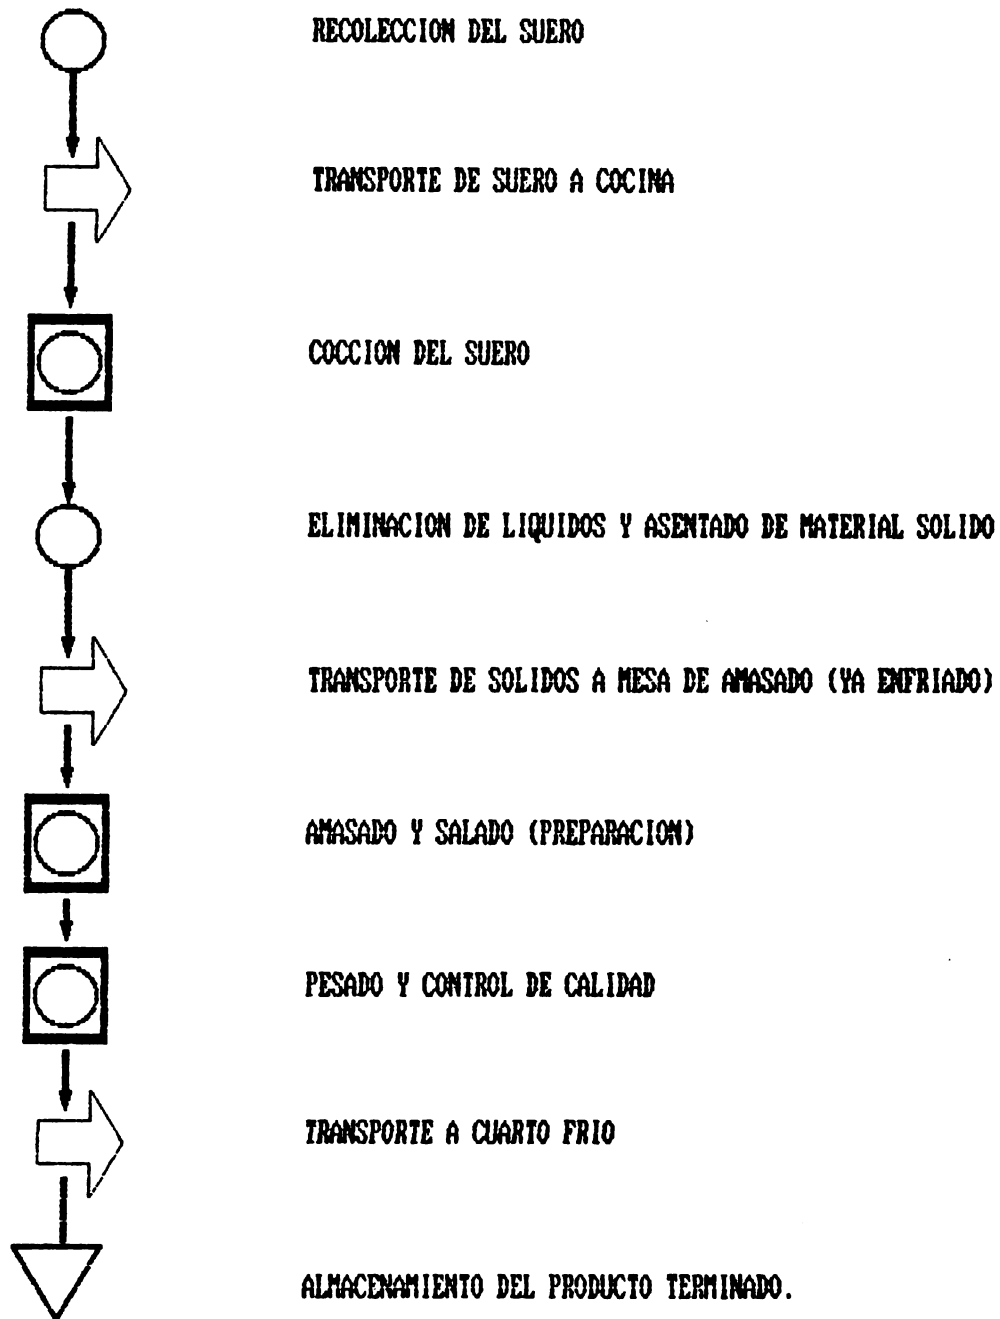 RECOLECCION DEL SUERO
TRANSPORTE DE SUERO A COCINA
COCCION DEL SUERO
ELIMINACION DE LIQUIDOS Y ASENTADO DE MATERIAL SOLIDO
TRANSPORTE DE SOLIDOS A MESA DE AMASADO (YA ENFRIADO)
AMASADO Y SALADO (PREPARACION)
PESADO Y CONTROL DE CALIDAD
TRANSPORTE A CUARTO FRIO
ALMACENAMIENTO DEL PRODUCTO TERMINADO.